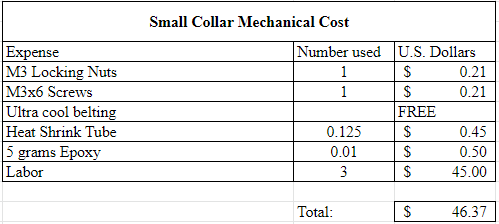 Small Collar Mechanical Cost
Expense Number used U.S. Dollars
M3 Locking Nuts 1 $ 0.21
M3x6 Screws 1 $ 0.21
Ultra cool belting FREE
Heat Shrink Tube 0.125 $ 0.45
5 grams Epoxy 0.01 $ 0.50
Labor 3 $ 45.00
Total: $ 46.37